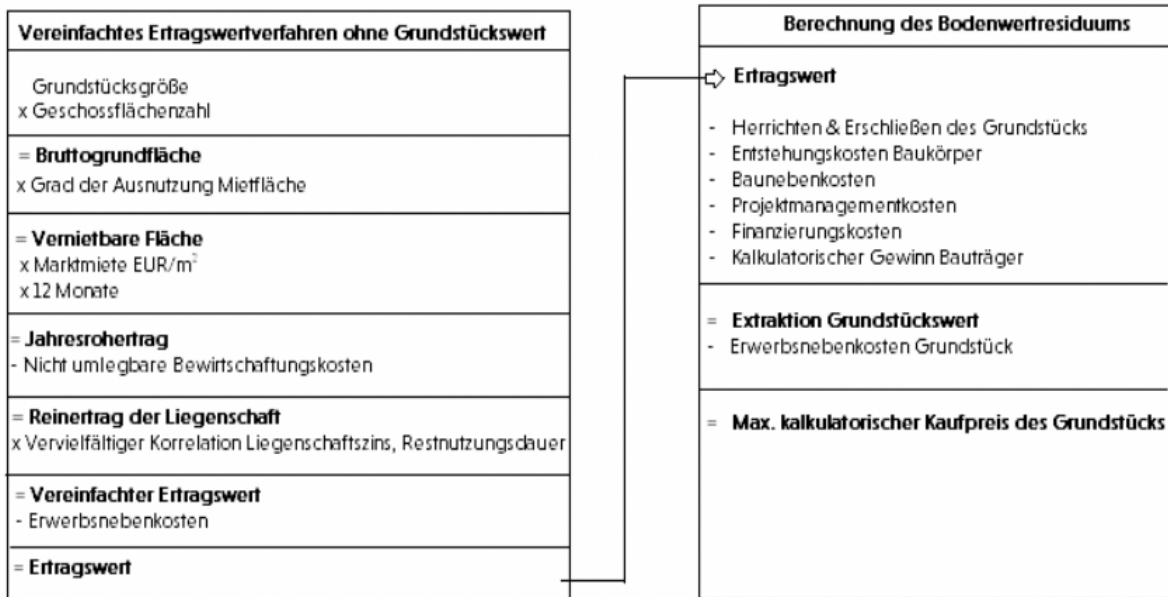 Vereinfachtes Ertragswertverfahren ohne Grundstückswert
Grundstücksgröße
x Geschossflächenzahl
= Bruttogrundfläche
x Grad der Ausnutzung Mietfläche
= Vernietbare Fläche
x Marktmiete EUR/m²
x 12 Monate
= Jahresrohertrag
- Nicht umlegbare Bewirtschaftungskosten
= Reinertrag der Liegenschaft
x Vervielfältiger Korrelation Liegenschaftszins, Restnutzungsdauer
= Vereinfachter Ertragswert
- Erwerbsnebenkosten
= Ertragswert
Berechnung des Bodenwertresiduums
Ertragswert
- Herrichten & Erschließen des Grundstücks
- Entstehungskosten Baukörper
- Baunebenkosten
- Projektmanagementkosten
- Finanzierungskosten
- Kalkulatorischer Gewinn Bauträger
= Extraktion Grundstückswert
- Erwerbsnebenkosten Grundstück
= Max. kalkulatorischer Kaufpreis des Grundstücks